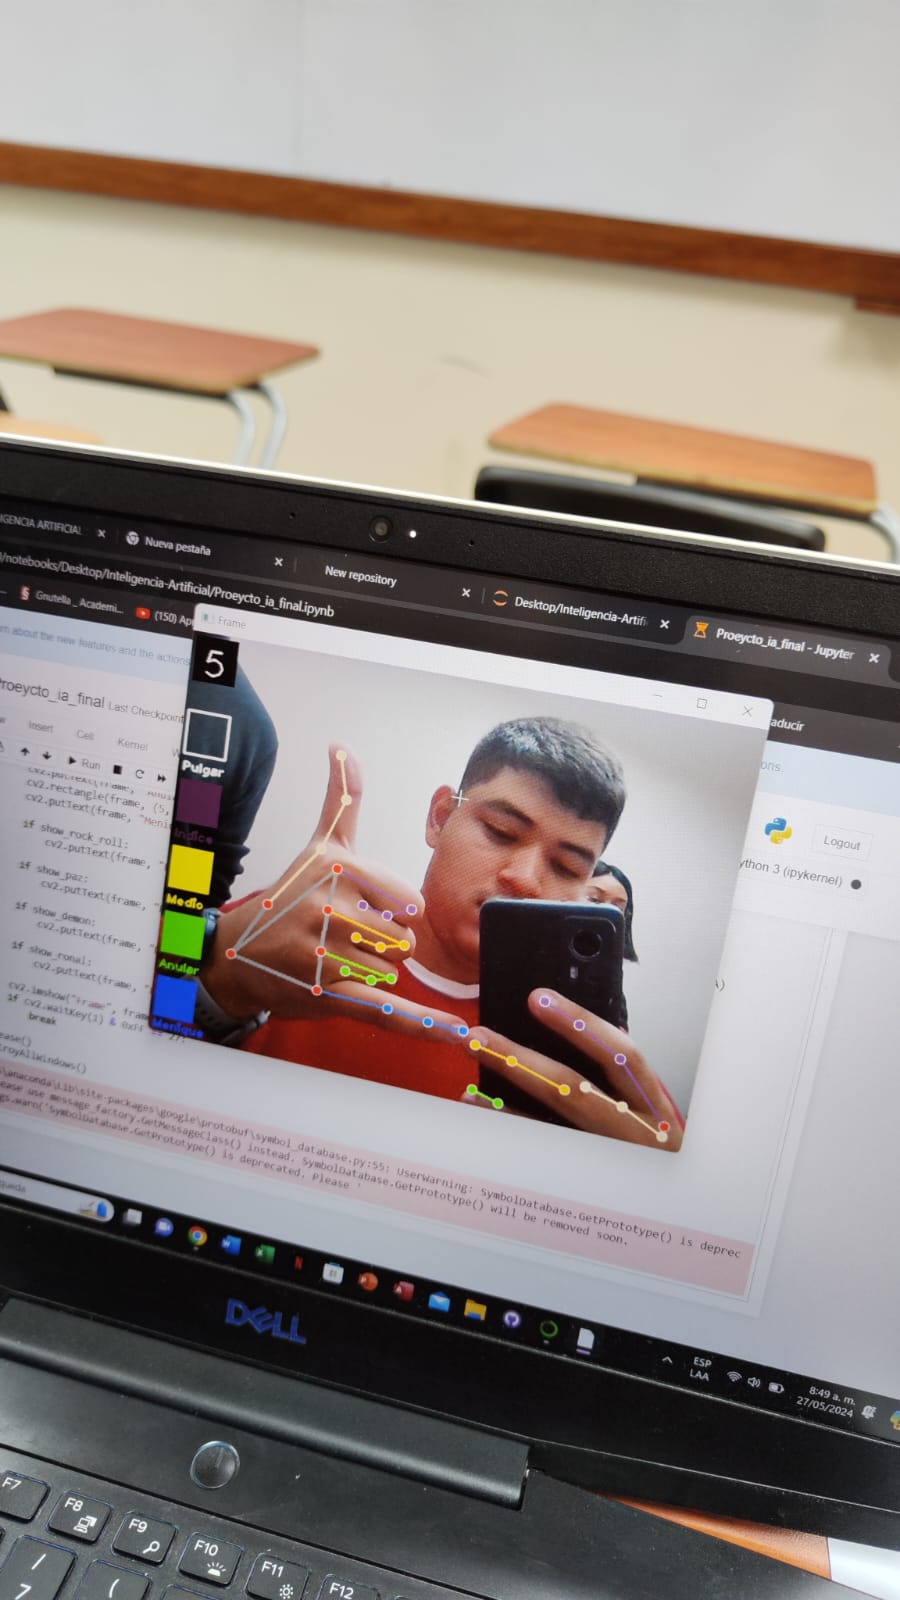 IGENCIA ARTIFICIAL
Nueva pestaña
New repository
Desktop/Inteligencia-Artifi
Proeycto_ia_final - Jupyter
/notebooks/Desktop/Inteligencia-Artificial/Proeycto_ia_final.ipynb
Gnutella_ Academi...
(150)
aducir
about the new features and the actions
Frame
5
Pulgar
Indice
Medio
Anular
Menique
Proeycto_ia_final Last Checkpoint
Insert
Cell
Kernel
Run
Logout
Python 3 (ipykernel)
cv2.putText(frame,
cv2.rectangle(frame, (5,
cv2.putText(frame, "Meni
if show_rock_roll:
cv2.putText(frame,
if show_paz:
cv2.putText(frame,
if show_demon:
cv2.putText(frame,
if show_ronal:
cv2.putText(frame,
cv2.imshow("frame", fram
if cv2.waitKey(1) & 0xFF
break
ease()
troyAllWindows()
\anaconda\Lib\site-packages\google\protobuf\symbol_database.py:55: UserWarning: SymbolDatabase.GetPrototype() is deprec
ease use message_factory.GetMessageClass() instead. SymbolDatabase.GetPrototype() will be removed soon.
gs.warn('SymbolDatabase.GetPrototype() is deprecated. Please '
ESP
LAA
8:49 a. m.
27/05/2024
DELL
F7
F8
F9
F10
F11
F12
/
7
(